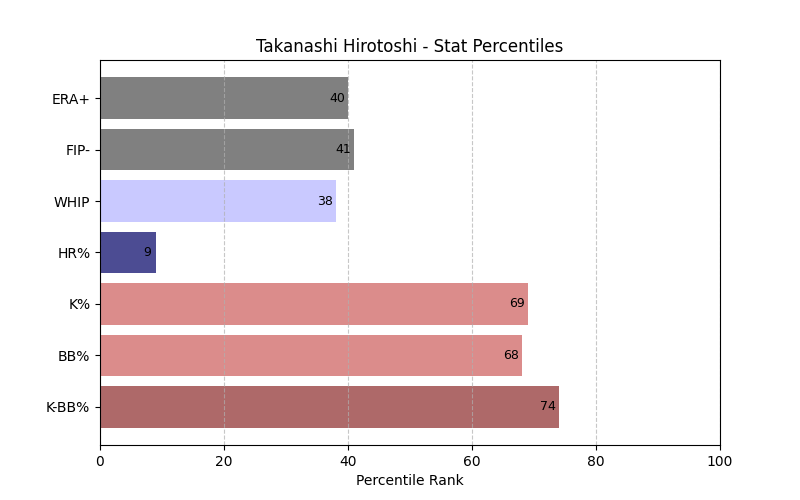 Takanashi Hirotoshi - Stat Percentiles
ERA+ 40
FIP- 41
WHIP 38
HR% 9
K% 69
BB% 68
K-BB% 74
0 20 40 60 80 100
Percentile Rank